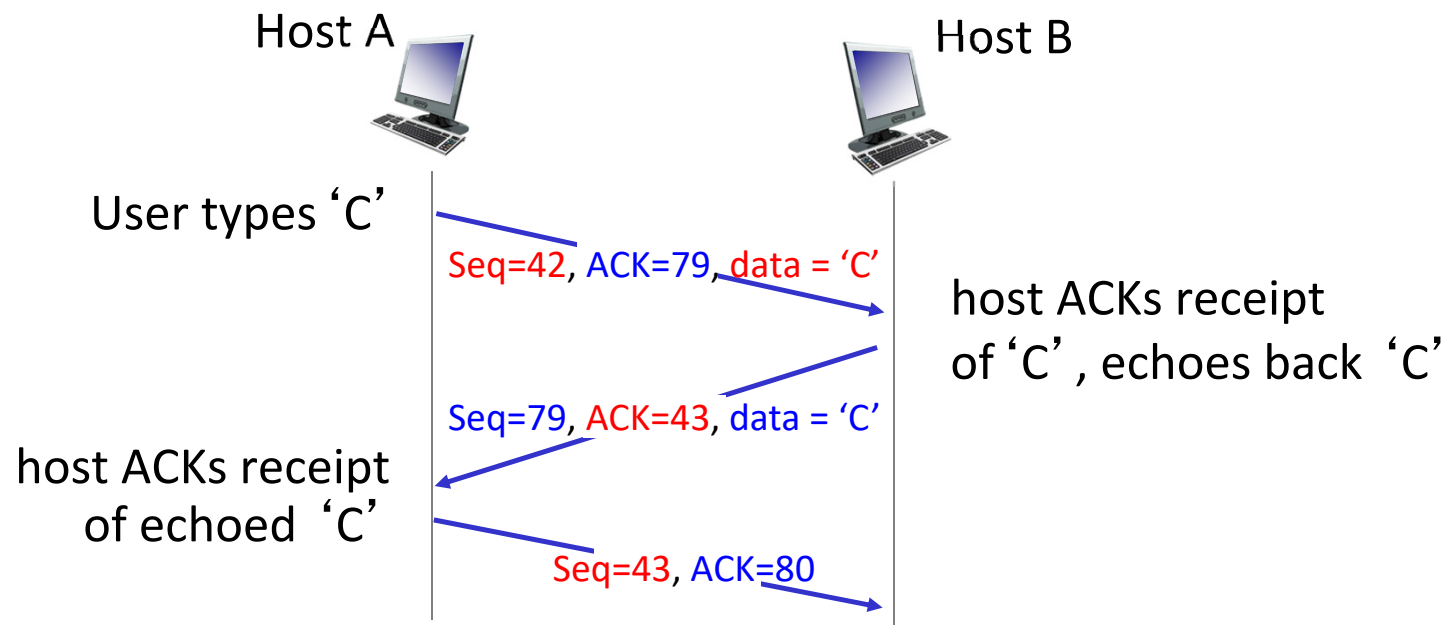 Host A
Host B
User types ‘C’
Seq=42, ACK=79, data = ‘C’
host ACKs receipt
of ‘C’, echoes back ‘C’
Seq=79, ACK=43, data = ‘C’
host ACKs receipt
of echoed ‘C’
Seq=43, ACK=80